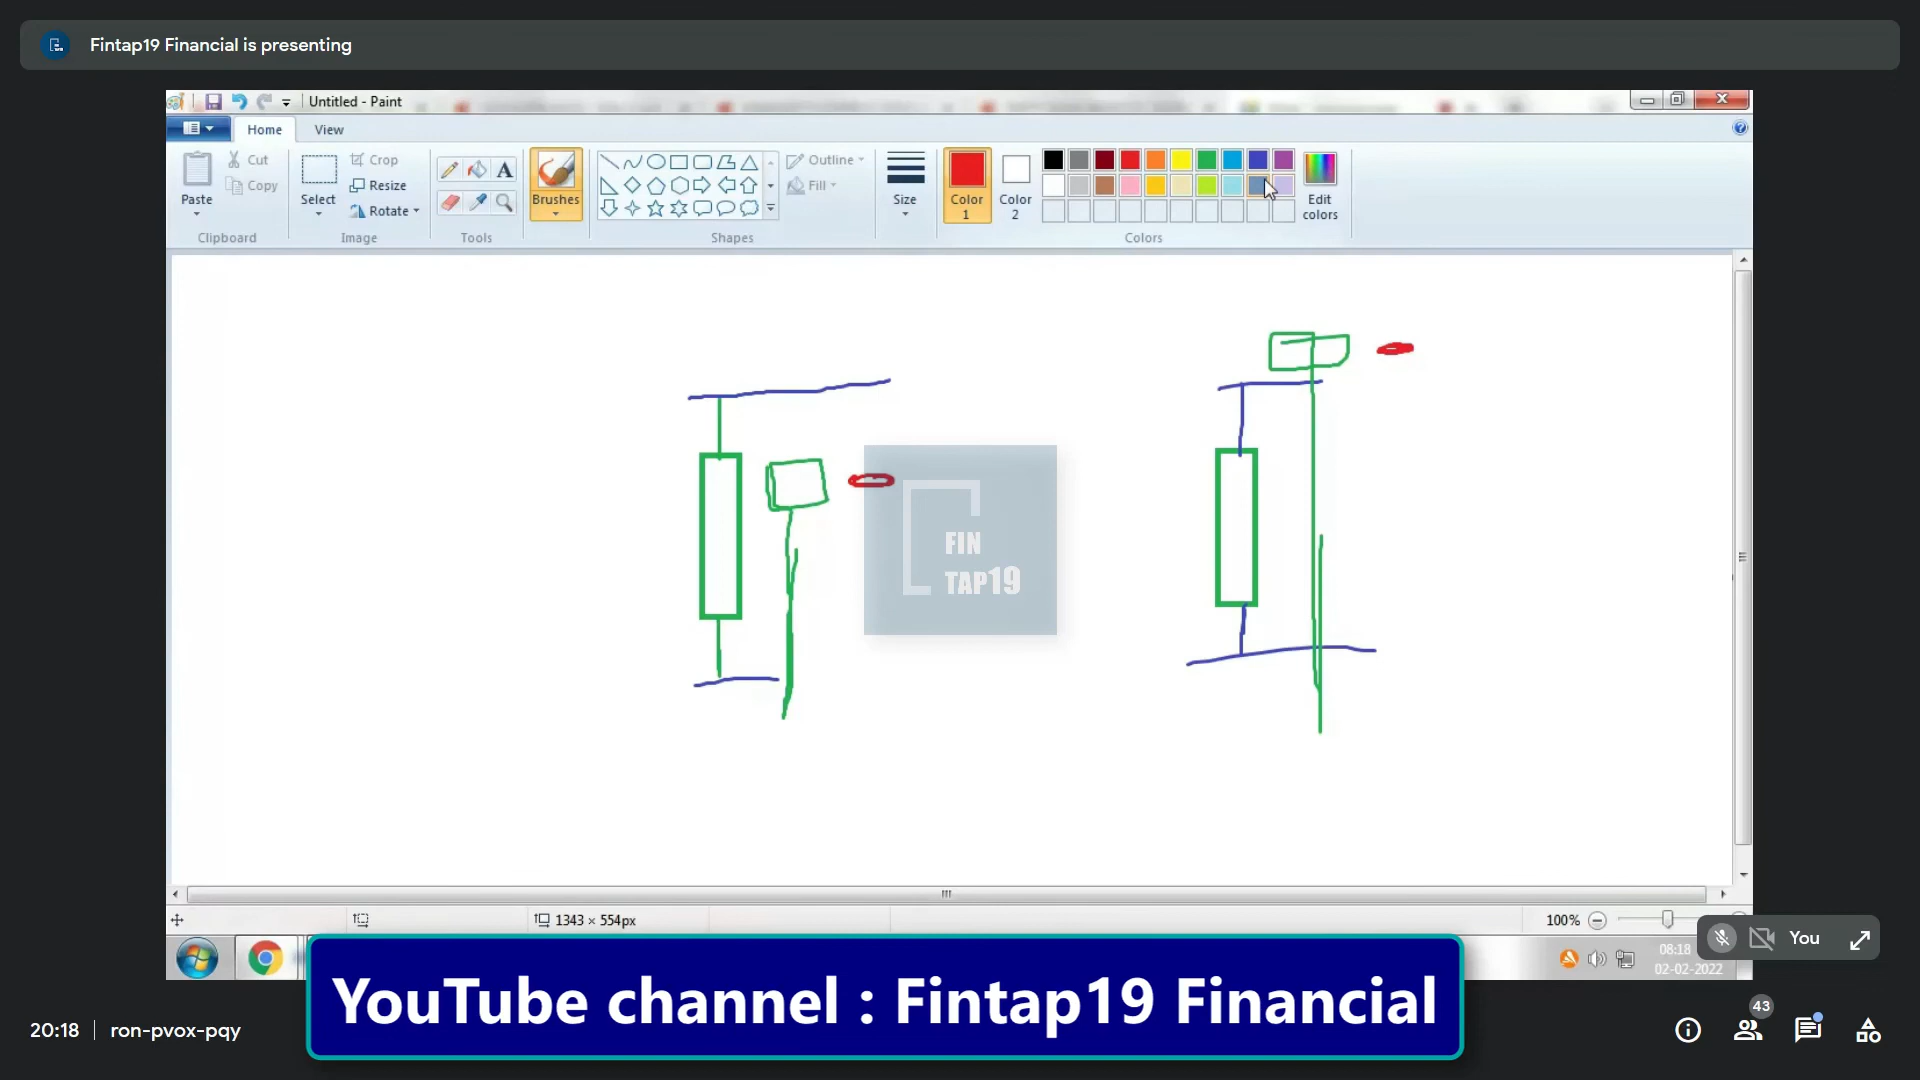 Fintap19 Financial is presenting
Untitled - Paint
Home
View
Paste
Cut
Copy
Clipboard
Select
Crop
Resize
Rotate
Image
A
Tools
Brushes
Outline
Fill
Shapes
Size
Color
1
Color
2
Edit
colors
Colors
FIN
TAP19
1343 × 554px
100%
08:18
02-02-2022
You
YouTube channel : Fintap19 Financial
20:18
ron-pvox-pqy
43